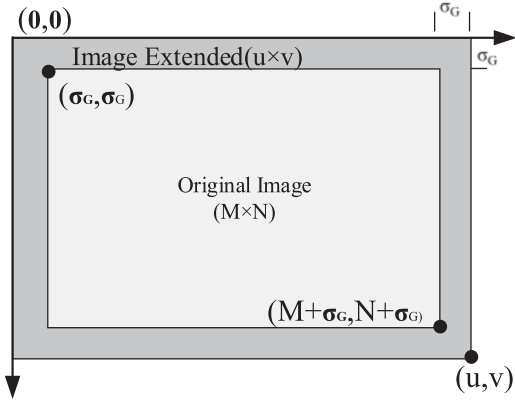 (0,0)
σG
Image Extended(u×v)
σG
(σG,σG)
Original Image
(M×N)
(M+σG,N+σG)
(u,v)